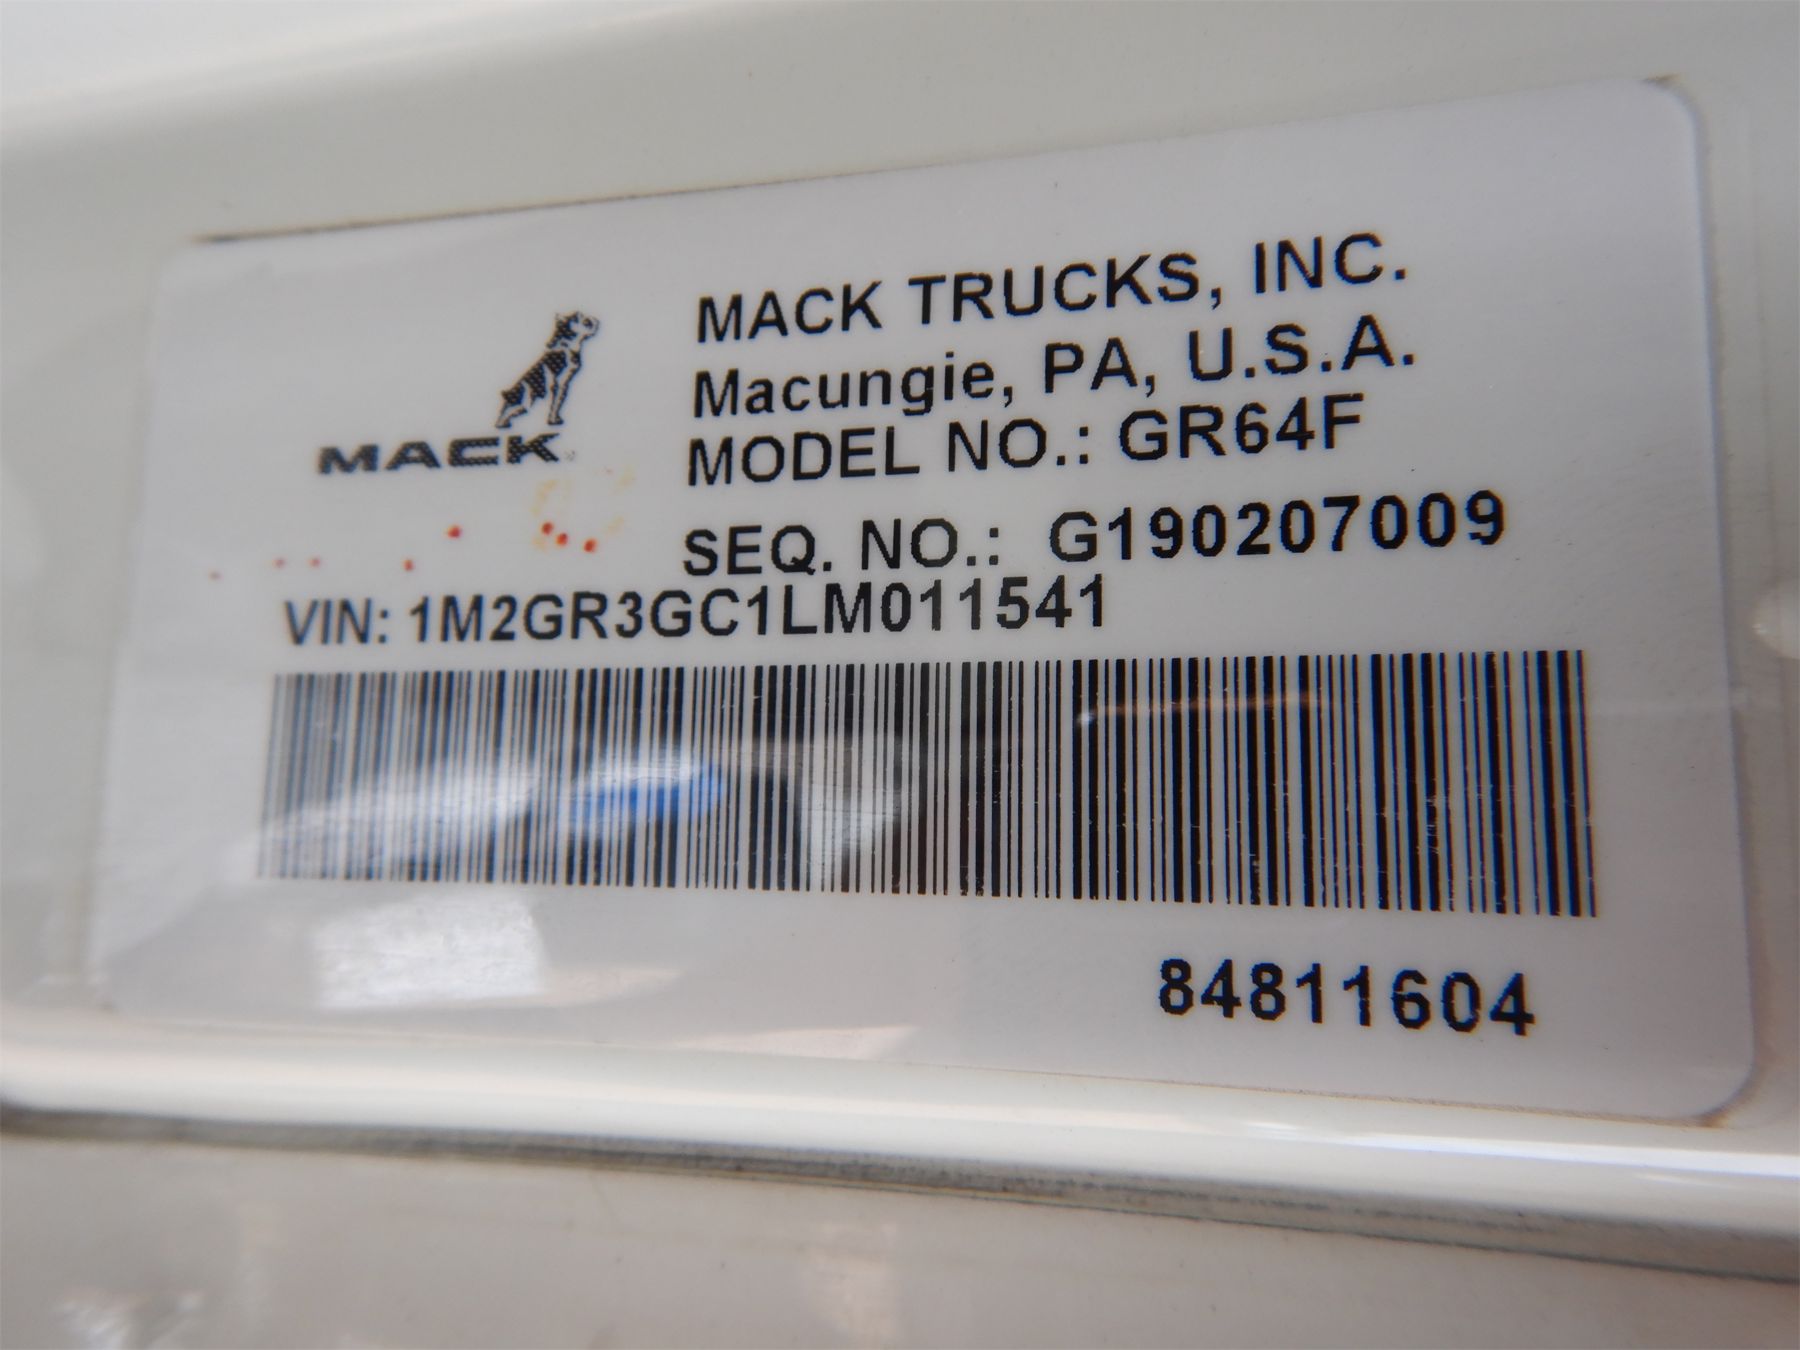 MACK
MACK TRUCKS, INC.
Macungie, PA, U.S.A.
MODEL NO.: GR64F
SEQ. NO.: G190207009
VIN: 1M2GR3GC1LM011541
84811604